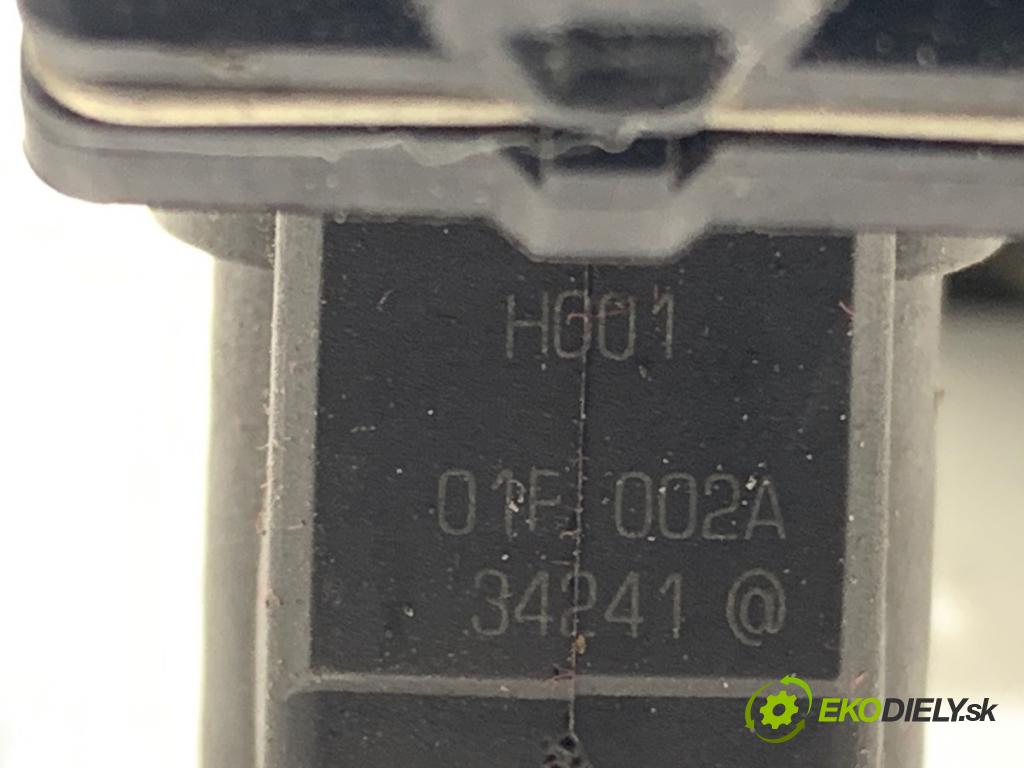 H001
01F 002A
34241 @
EKODIELY.sk